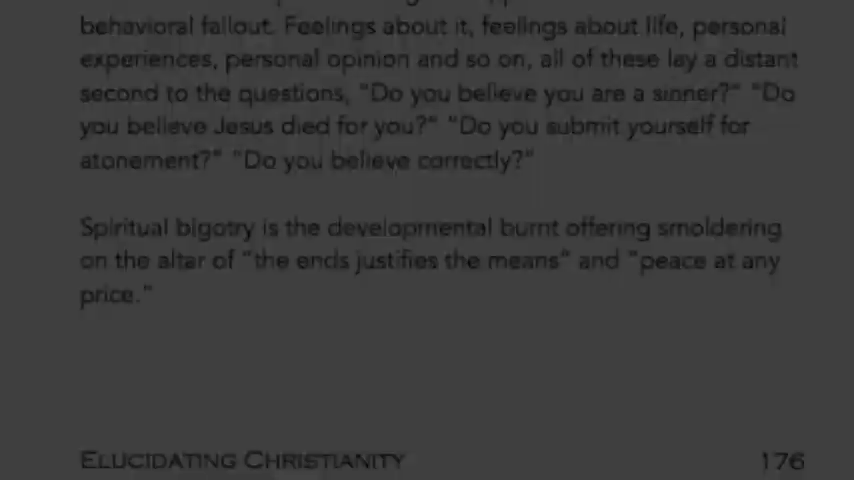 behavioral fallout. Feelings about it, feelings about life, personal
experiences, personal opinion and so on, all of these lay a distant
second to the questions, "Do you believe you are a sinner?" "Do
you believe Jesus died for you?" "Do you submit yourself for
atonement?" "Do you believe correctly?"
Spiritual bigotry is the developmental burnt offering smoldering
on the altar of "the ends justifies the means" and "peace at any
price."
ELUCIDATING CHRISTIANITY 176